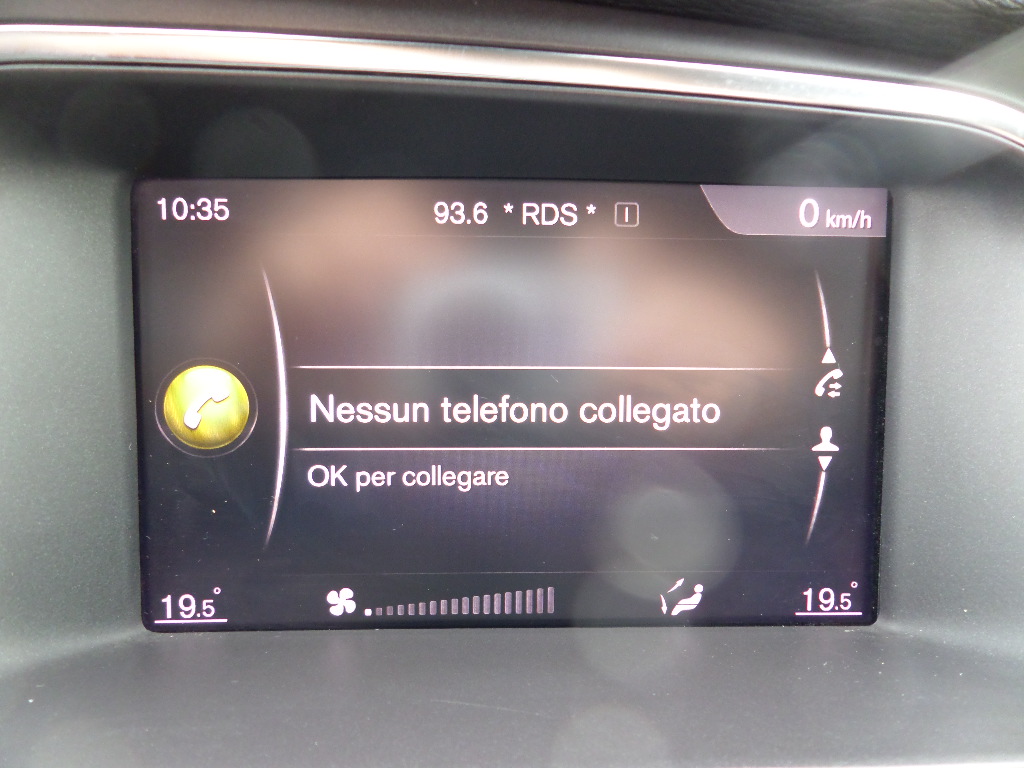 10:35
93.6 * RDS * I
0 km/h
Nessun telefono collegato
OK per collegare
19.5°
19.5°